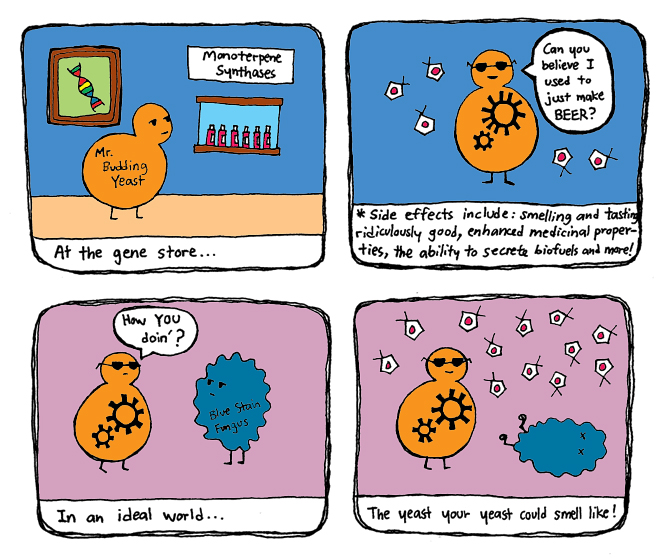 Monoterpene
Synthases
Mr.
Budding
Yeast
At the gene store...
Can you
believe I
used to
just make
BEER?
* Side effects include: smelling and tasting
ridiculously good, enhanced medicinal proper-
ties, the ability to secrete biofuels and more!
How YOU
doin'?
Blue Stain
Fungus
In an ideal world...
The yeast your yeast could smell like!